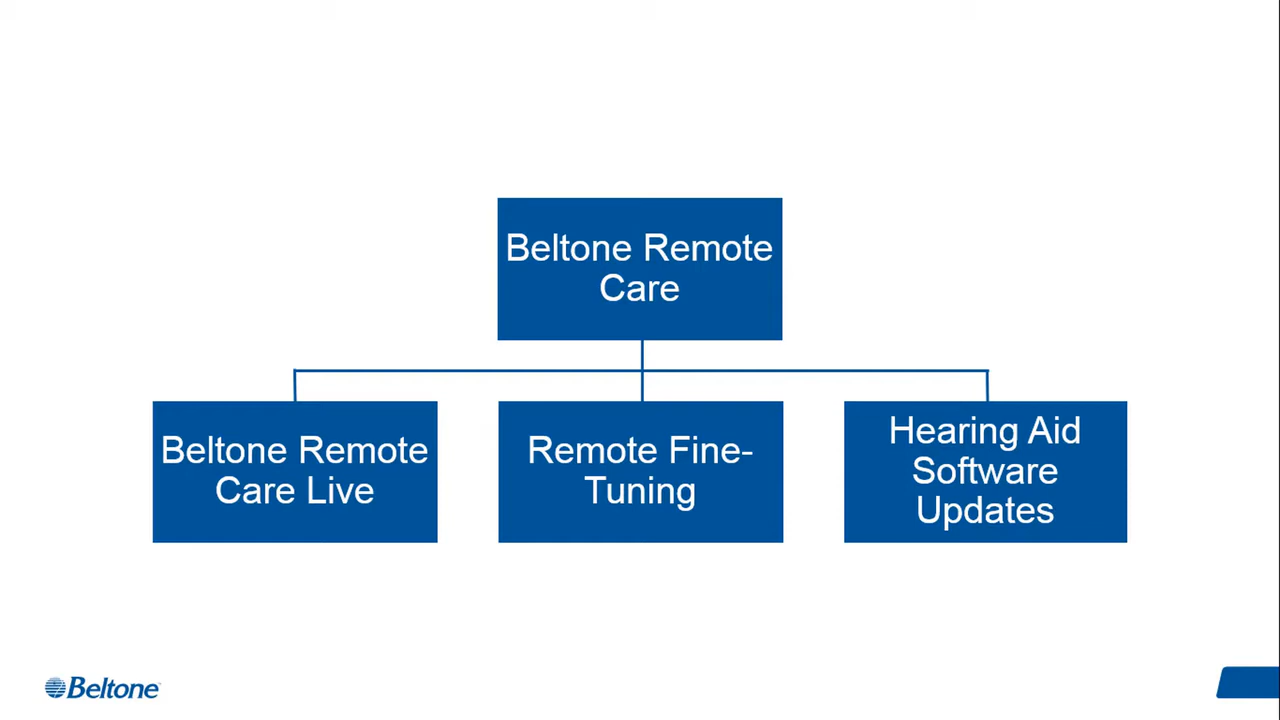 Beltone Remote
Care
Beltone Remote
Care Live
Remote Fine-
Tuning
Hearing Aid
Software
Updates
Beltone